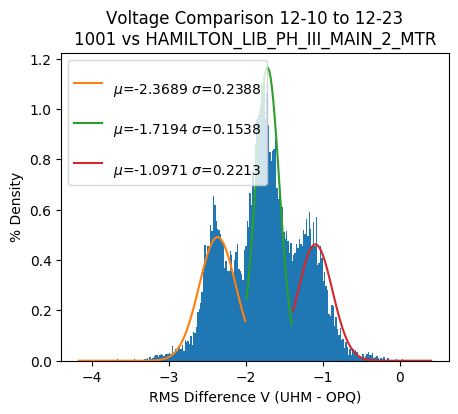 Voltage Comparison 12-10 to 12-23
1001 vs HAMILTON_LIB_PH_III_MAIN_2_MTR
μ=-2.3689 σ=0.2388
μ=-1.7194 σ=0.1538
μ=-1.0971 σ=0.2213
% Density
1.2
1.0
0.8
0.6
0.4
0.2
0.0
−4 −3 −2 −1 0
RMS Difference V (UHM - OPQ)